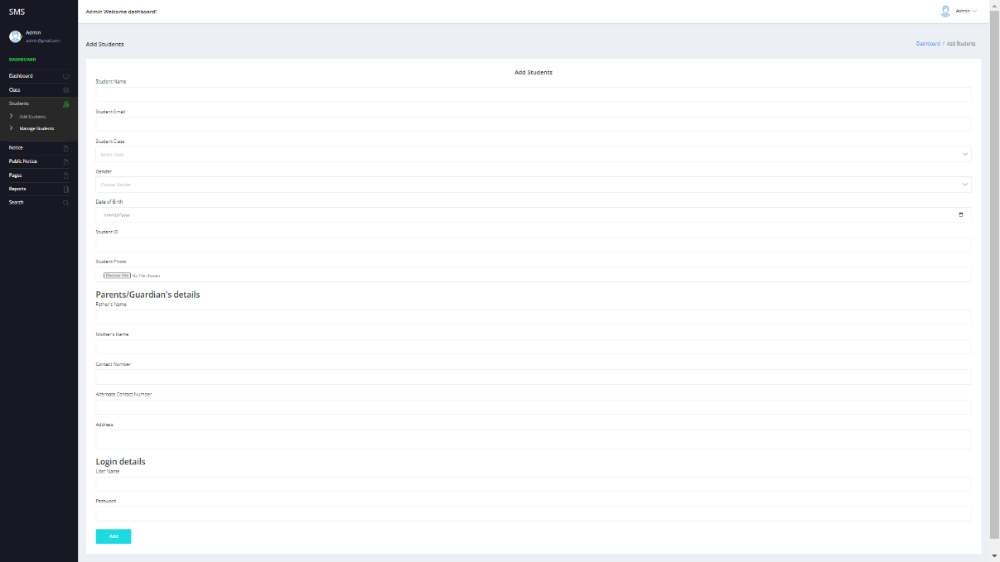 SMS
Admin
admin@gmail.com
DASHBOARD
Dashboard
Class
Students
Add Students
Manage Students
Notice
Public Notice
Pages
Reports
Search
Admin Welcome dashboard!
Admin
Add Students
Dashboard / Add Students
Add Students
Student Name
Student Email
Student Class
Select Class
Gender
Choose Gender
Date of Birth
mm/dd/yyyy
Student ID
Student Photo
Choose File No file chosen
Parents/Guardian's details
Father's Name
Mother's Name
Contact Number
Alternate Contact Number
Address
Login details
User Name
Password
Add